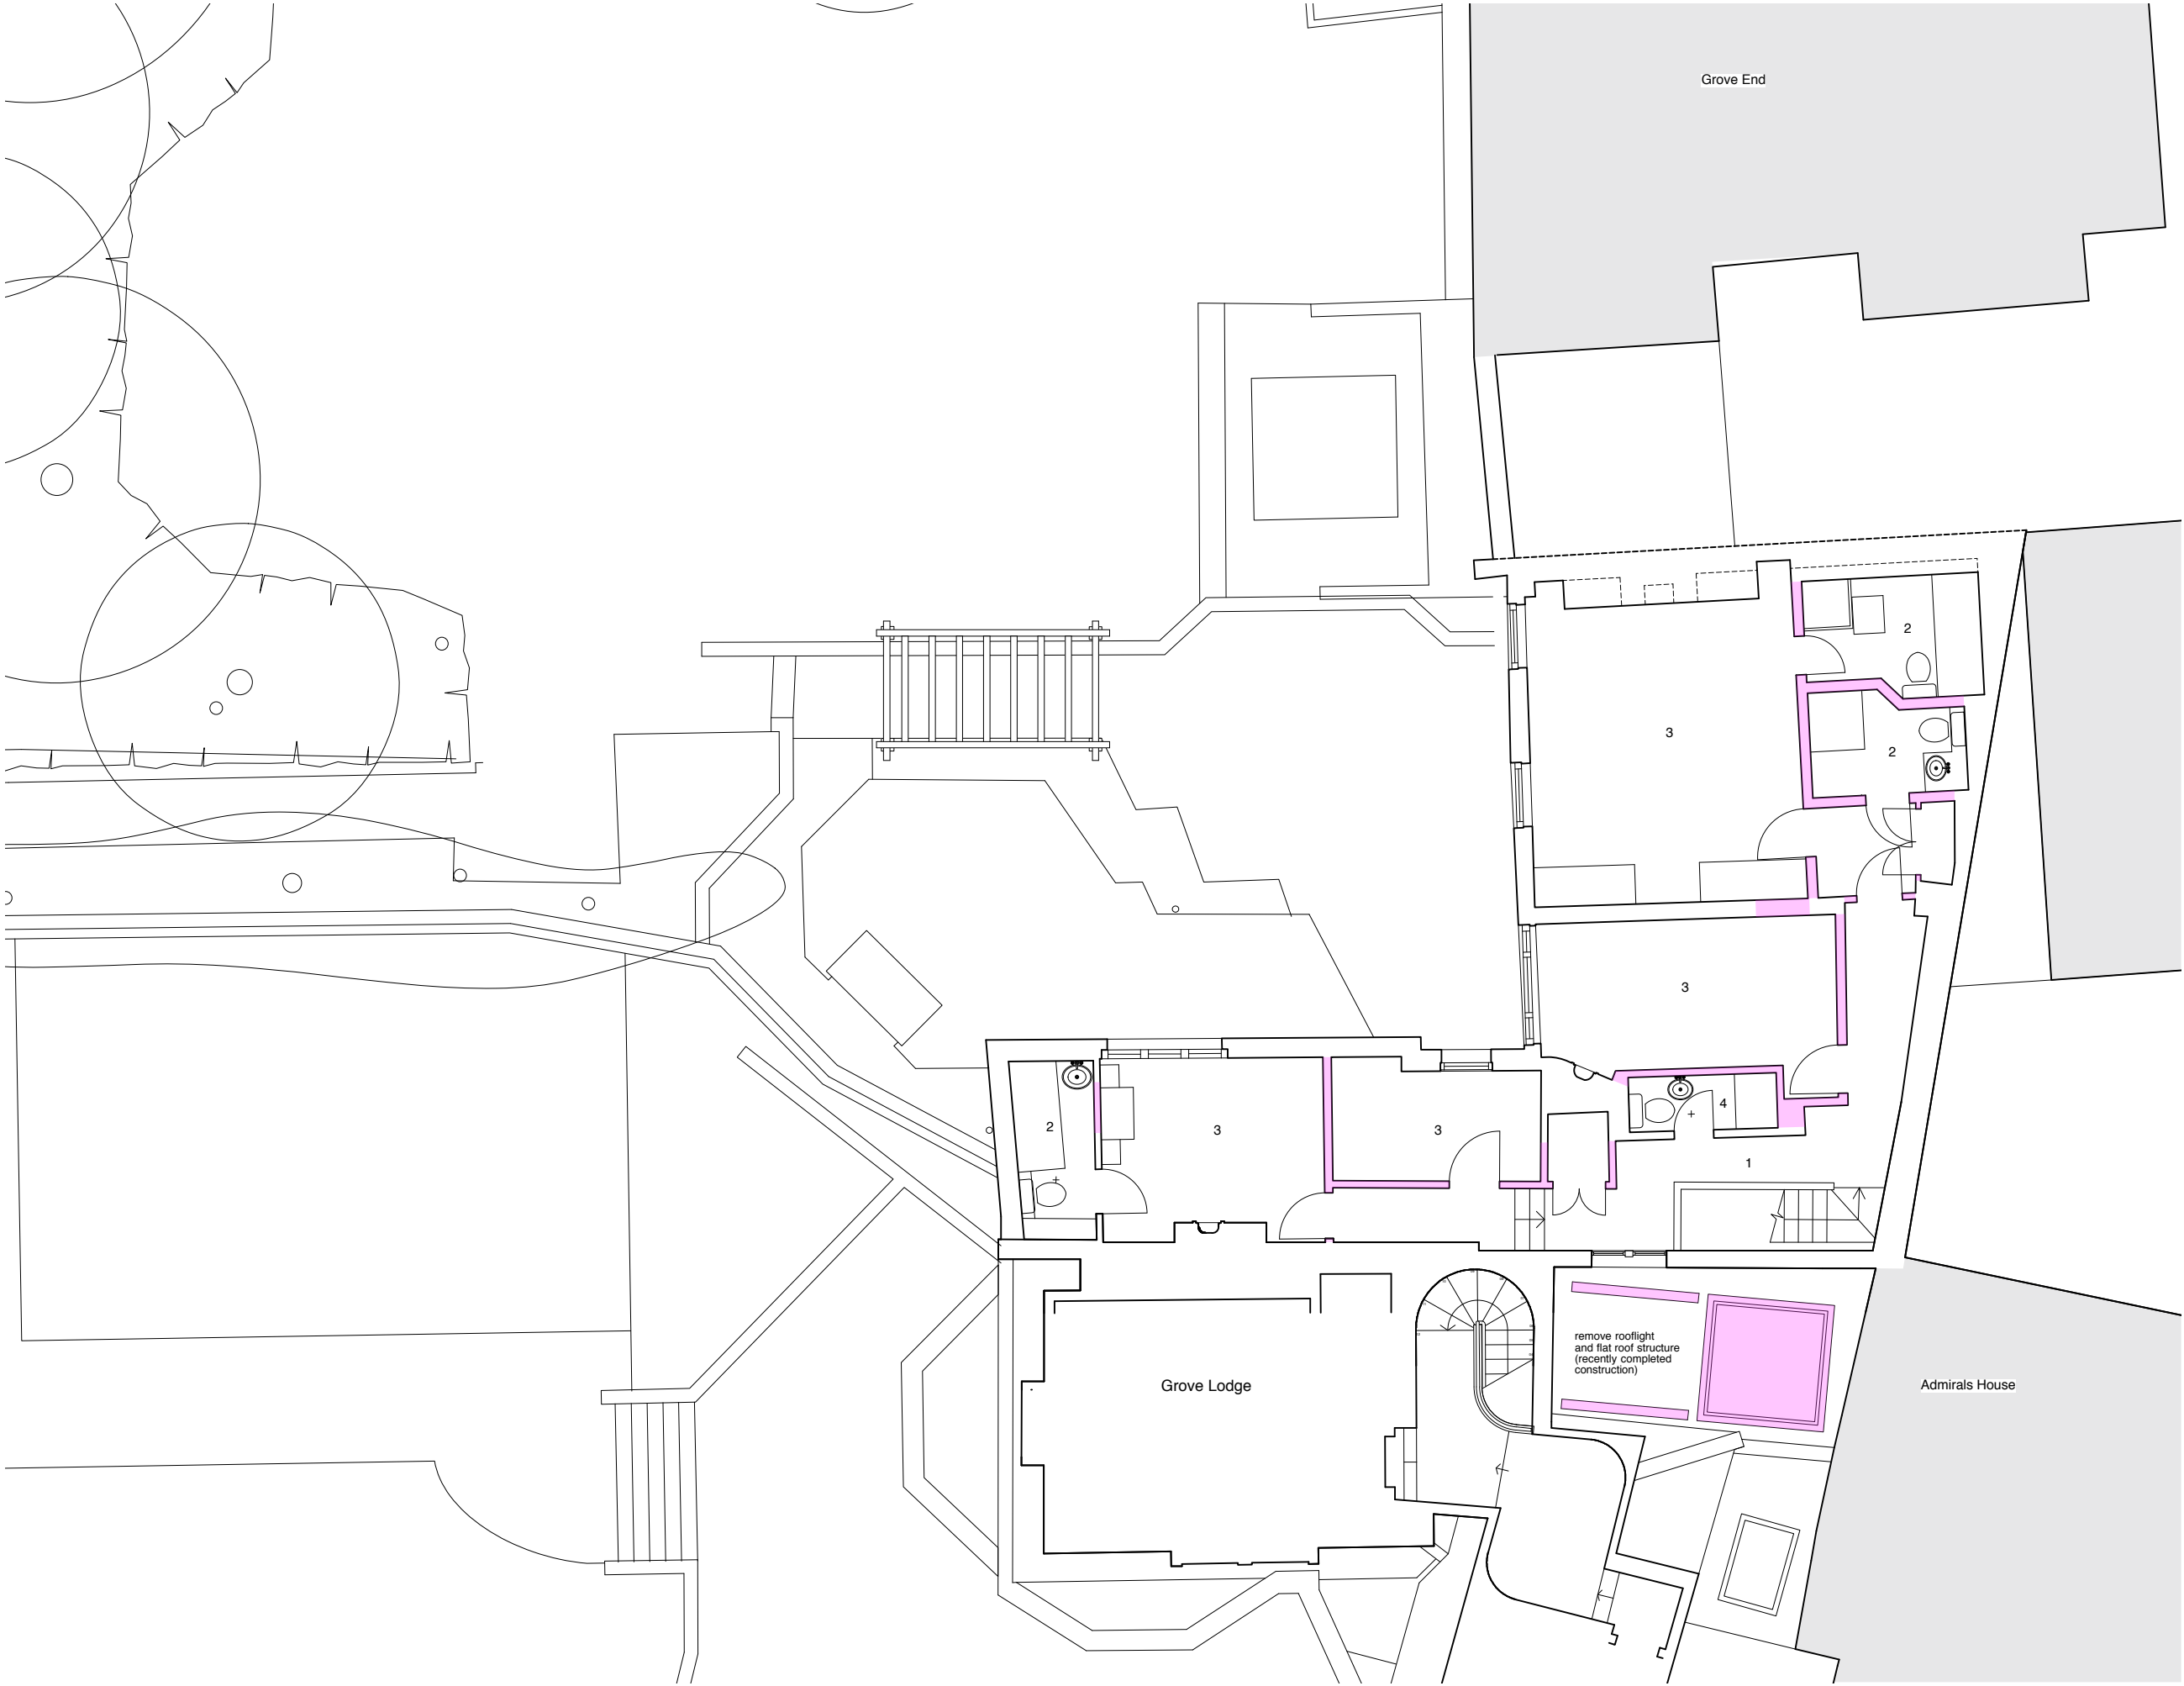 Grove End
2
3
2
3
4
2
3
3
1
remove rooflight
and flat roof structure
(recently completed
construction)
Grove Lodge
Admirals House